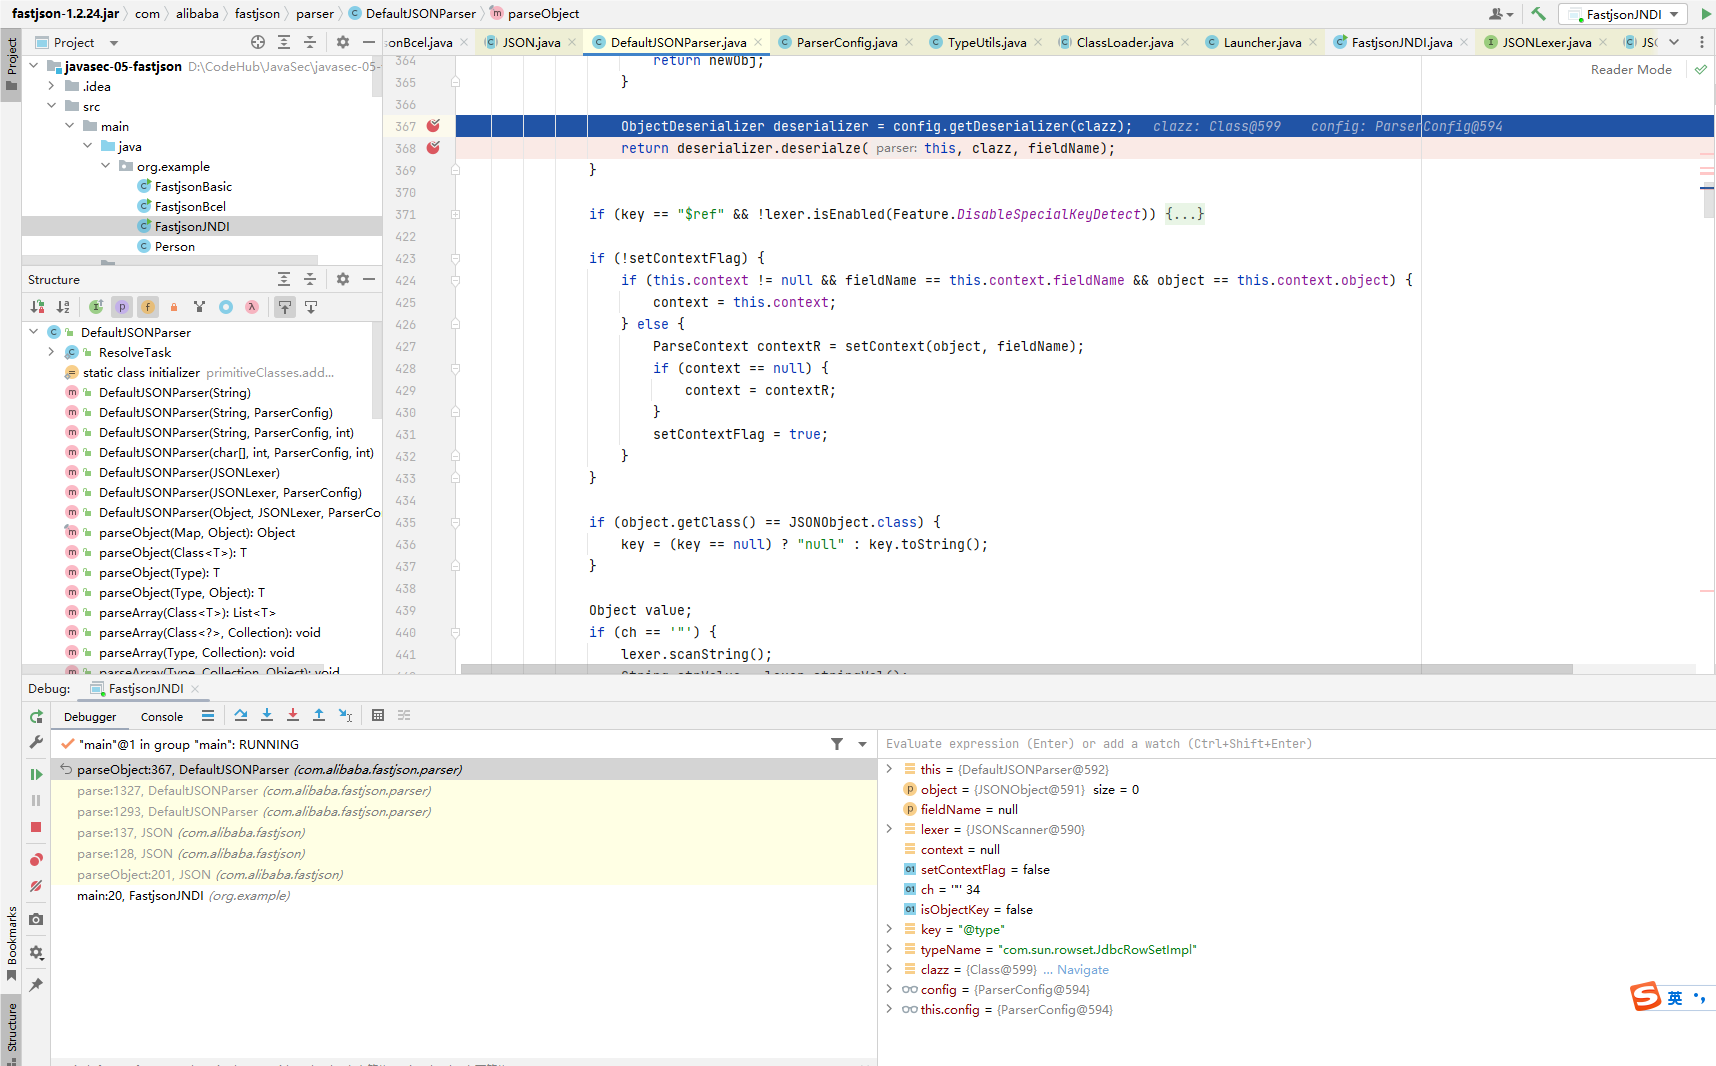 fastjson-1.2.24.jar com alibaba fastjson parser DefaultJSONParser parseObject
FastjsonJNDI
Project
sonBcel.java JSON.java DefaultJSONParser.java ParserConfig.java TypeUtils.java ClassLoader.java Launcher.java FastjsonJNDI.java JSONLexer.java
Project
javasec-05-fastjson D:\CodeHub\JavaSec\javasec-05-
.idea
src
main
java
org.example
FastjsonBasic
FastjsonBcel
FastjsonJNDI
Person
Structure
DefaultJSONParser
ResolveTask
static class initializer primitiveClasses.add...
DefaultJSONParser(String)
DefaultJSONParser(String, ParserConfig)
DefaultJSONParser(String, ParserConfig, int)
DefaultJSONParser(char[], int, ParserConfig, int)
DefaultJSONParser(JSONLexer)
DefaultJSONParser(JSONLexer, ParserConfig)
DefaultJSONParser(Object, JSONLexer, ParserCo
parseObject(Map, Object): Object
parseObject(Class<T>): T
parseObject(Type): T
parseObject(Type, Object): T
parseArray(Class<T>): List<T>
parseArray(Class<?>, Collection): void
parseArray(Type, Collection): void
parseArray(Type, Collection, Object): void
Reader Mode
364 return newObj;
365 }
366
367 ObjectDeserializer deserializer = config.getDeserializer(clazz); clazz: Class@599 config: ParserConfig@594
368 return deserializer.deserialze( parser: this, clazz, fieldName);
369 }
370
371 if (key == "$ref" && !lexer.isEnabled(Feature.DisableSpecialKeyDetect)) {...}
422
423 if (!setContextFlag) {
424 if (this.context != null && fieldName == this.context.fieldName && object == this.context.object) {
425 context = this.context;
426 } else {
427 ParseContext contextR = setContext(object, fieldName);
428 if (context == null) {
429 context = contextR;
430 }
431 setContextFlag = true;
432 }
433 }
434
435 if (object.getClass() == JSONObject.class) {
436 key = (key == null) ? "null" : key.toString();
437 }
438
439 Object value;
440 if (ch == '"') {
441 lexer.scanString();
String strValue = lexer.stringVal();
Debug: FastjsonJNDI
Debugger Console
"main"@1 in group "main": RUNNING
parseObject:367, DefaultJSONParser (com.alibaba.fastjson.parser)
parse:1327, DefaultJSONParser (com.alibaba.fastjson.parser)
parse:1293, DefaultJSONParser (com.alibaba.fastjson.parser)
parse:137, JSON (com.alibaba.fastjson)
parse:128, JSON (com.alibaba.fastjson)
parseObject:201, JSON (com.alibaba.fastjson)
main:20, FastjsonJNDI (org.example)
Evaluate expression (Enter) or add a watch (Ctrl+Shift+Enter)
this = {DefaultJSONParser@592}
object = {JSONObject@591} size = 0
fieldName = null
lexer = {JSONScanner@590}
context = null
setContextFlag = false
ch = '"' 34
isObjectKey = false
key = "@type"
typeName = "com.sun.rowset.JdbcRowSetImpl"
clazz = {Class@599} ... Navigate
config = {ParserConfig@594}
this.config = {ParserConfig@594}
Bookmarks
Structure
英